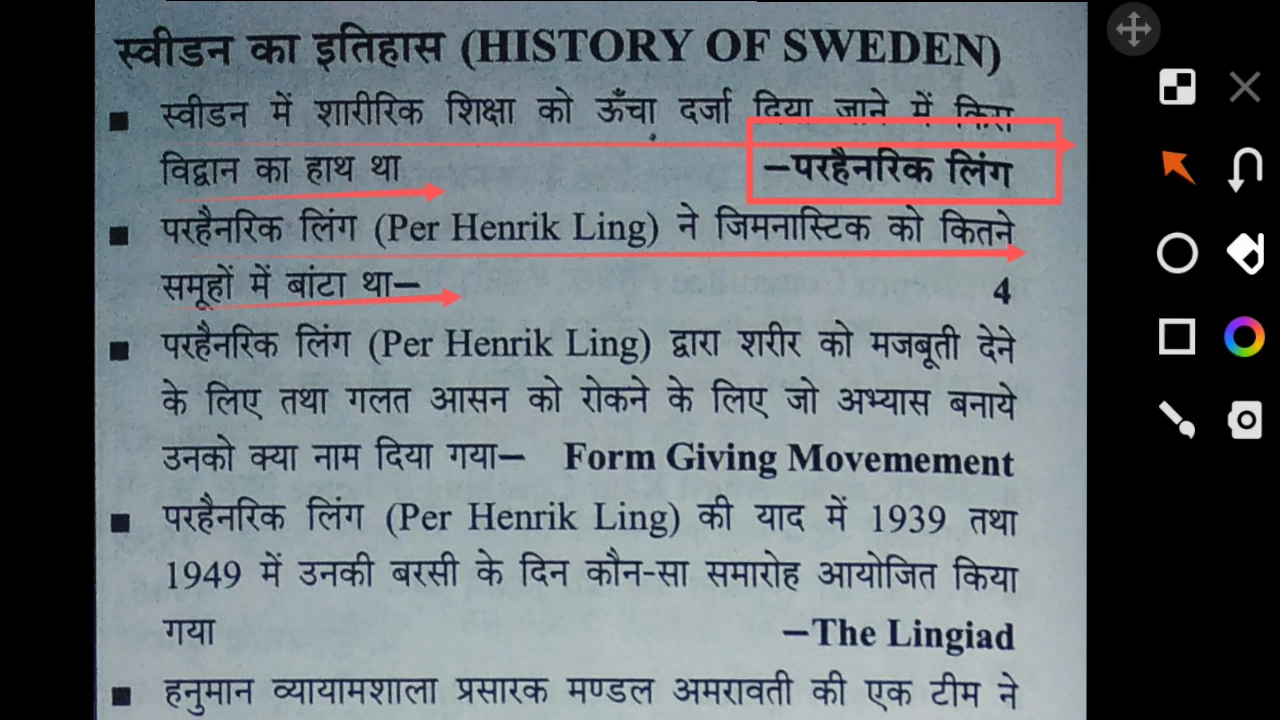 स्वीडन का इतिहास (HISTORY OF SWEDEN)
■ स्वीडन में शारीरिक शिक्षा को ऊँचा दर्जा दिया जाने में किस
विद्वान का हाथ था –परहैनरिक लिंग
■ परहैनरिक लिंग (Per Henrik Ling) ने जिमनास्टिक को कितने
समूहों में बांटा था– 4
■ परहैनरिक लिंग (Per Henrik Ling) द्वारा शरीर को मजबूती देने
के लिए तथा गलत आसन को रोकने के लिए जो अभ्यास बनाये
उनको क्या नाम दिया गया– Form Giving Movemement
■ परहैनरिक लिंग (Per Henrik Ling) की याद में 1939 तथा
1949 में उनकी बरसी के दिन कौन-सा समारोह आयोजित किया
गया –The Lingiad
■ हनुमान व्यायामशाला प्रसारक मण्डल अमरावती की एक टीम ने